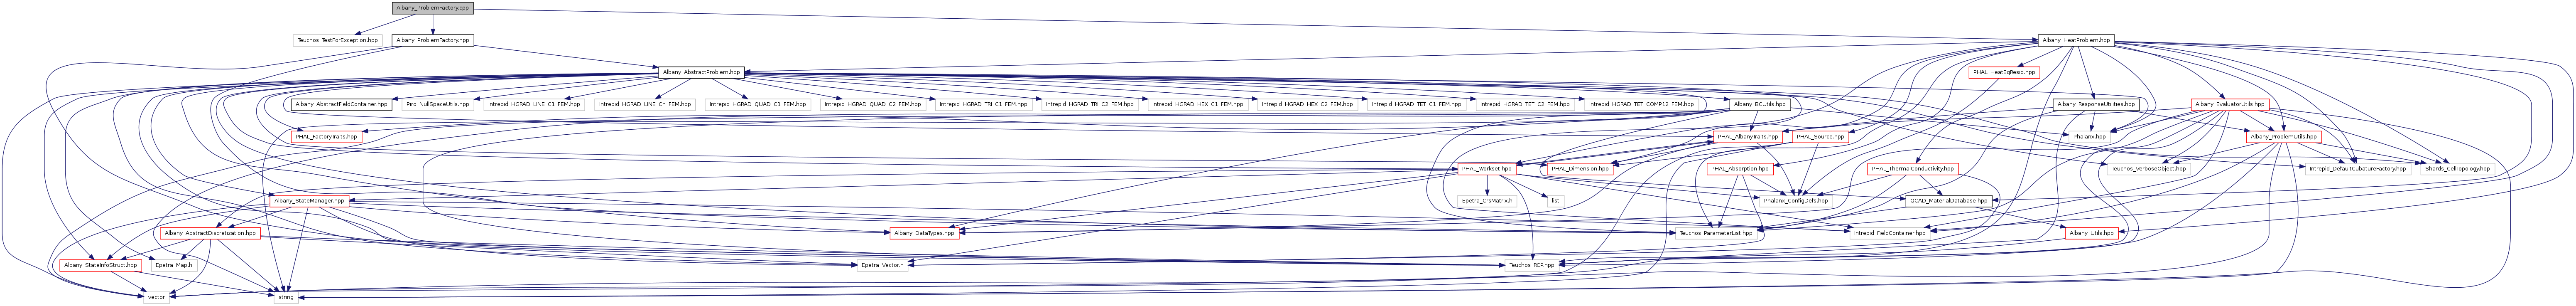 Albany_ProblemFactory.cpp
Teuchos_TestForException.hpp
Albany_ProblemFactory.hpp
Albany_HeatProblem.hpp
Albany_AbstractProblem.hpp
PHAL_HeatEqResid.hpp
Albany_AbstractFieldContainer.hpp
Piro_NullSpaceUtils.hpp
Intrepid_HGRAD_LINE_C1_FEM.hpp
Intrepid_HGRAD_LINE_Cn_FEM.hpp
Intrepid_HGRAD_QUAD_C1_FEM.hpp
Intrepid_HGRAD_QUAD_C2_FEM.hpp
Intrepid_HGRAD_TRI_C1_FEM.hpp
Intrepid_HGRAD_TRI_C2_FEM.hpp
Intrepid_HGRAD_HEX_C1_FEM.hpp
Intrepid_HGRAD_HEX_C2_FEM.hpp
Intrepid_HGRAD_TET_C1_FEM.hpp
Intrepid_HGRAD_TET_C2_FEM.hpp
Intrepid_HGRAD_TET_COMP12_FEM.hpp
Albany_BCUtils.hpp
Albany_ResponseUtilities.hpp
Albany_EvaluatorUtils.hpp
PHAL_FactoryTraits.hpp
PHAL_AlbanyTraits.hpp
PHAL_Source.hpp
Phalanx.hpp
Albany_ProblemUtils.hpp
PHAL_Workset.hpp
PHAL_Dimension.hpp
PHAL_Absorption.hpp
PHAL_ThermalConductivity.hpp
Teuchos_VerboseObject.hpp
Intrepid_DefaultCubatureFactory.hpp
Shards_CellTopology.hpp
Albany_StateManager.hpp
Epetra_CrsMatrix.h
list
Phalanx_ConfigDefs.hpp
QCAD_MaterialDatabase.hpp
Albany_AbstractDiscretization.hpp
Albany_DataTypes.hpp
Teuchos_ParameterList.hpp
Intrepid_FieldContainer.hpp
Albany_Utils.hpp
Albany_StateInfoStruct.hpp
Epetra_Map.h
Epetra_Vector.h
Teuchos_RCP.hpp
vector
string